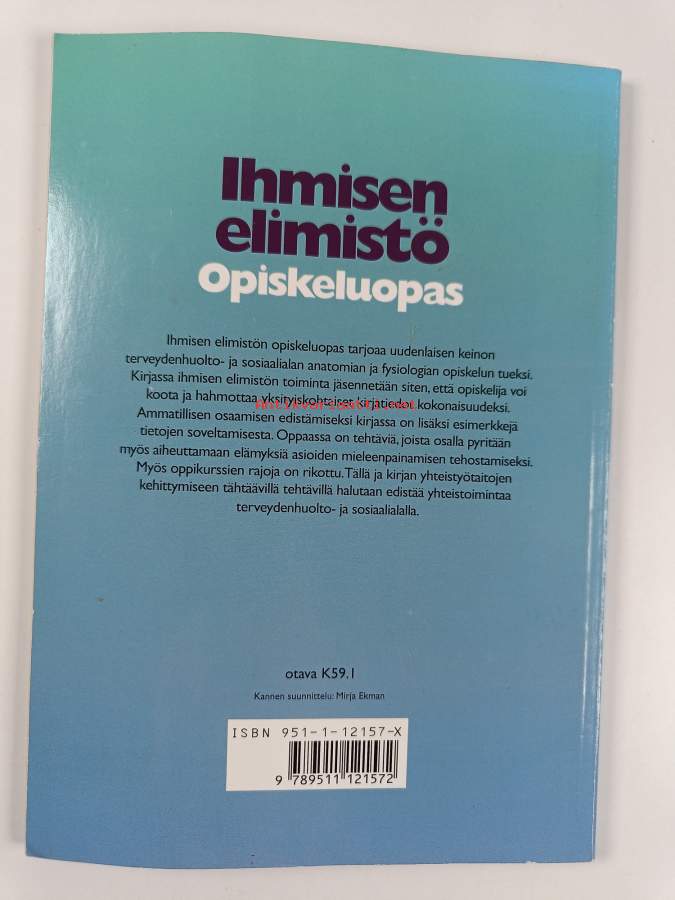 Ihmisen
elimistö
Opiskeluopas
Ihmisen elimistön opiskeluopas tarjoaa uudenlaisen keinon
terveydenhuolto- ja sosiaalialan anatomian ja fysiologian opiskelun tueksi.
Kirjassa ihmisen elimistön toiminta jäsennetään siten, että opiskelija voi
koota ja hahmottaa yksityiskohtaiset kirjatiedot kokonaisuudeksi.
Ammatillisen osaamisen edistämiseksi kirjassa on lisäksi esimerkkejä
tietojen soveltamisesta. Oppaassa on tehtäviä, joista osalla pyritään
myös aiheuttamaan elämyksiä asioiden mieleenpainamisen tehostamiseksi.
Myös oppikurssien rajoja on rikottu. Tällä ja kirjan yhteistyötaitojen
kehittymiseen tähtäävillä tehtävillä halutaan edistää yhteistoimintaa
terveydenhuolto- ja sosiaalialalla.
otava K59.1
Kannen suunnittelu: Mirja Ekman
ISBN 951-1-12157-X
9 789511 121572